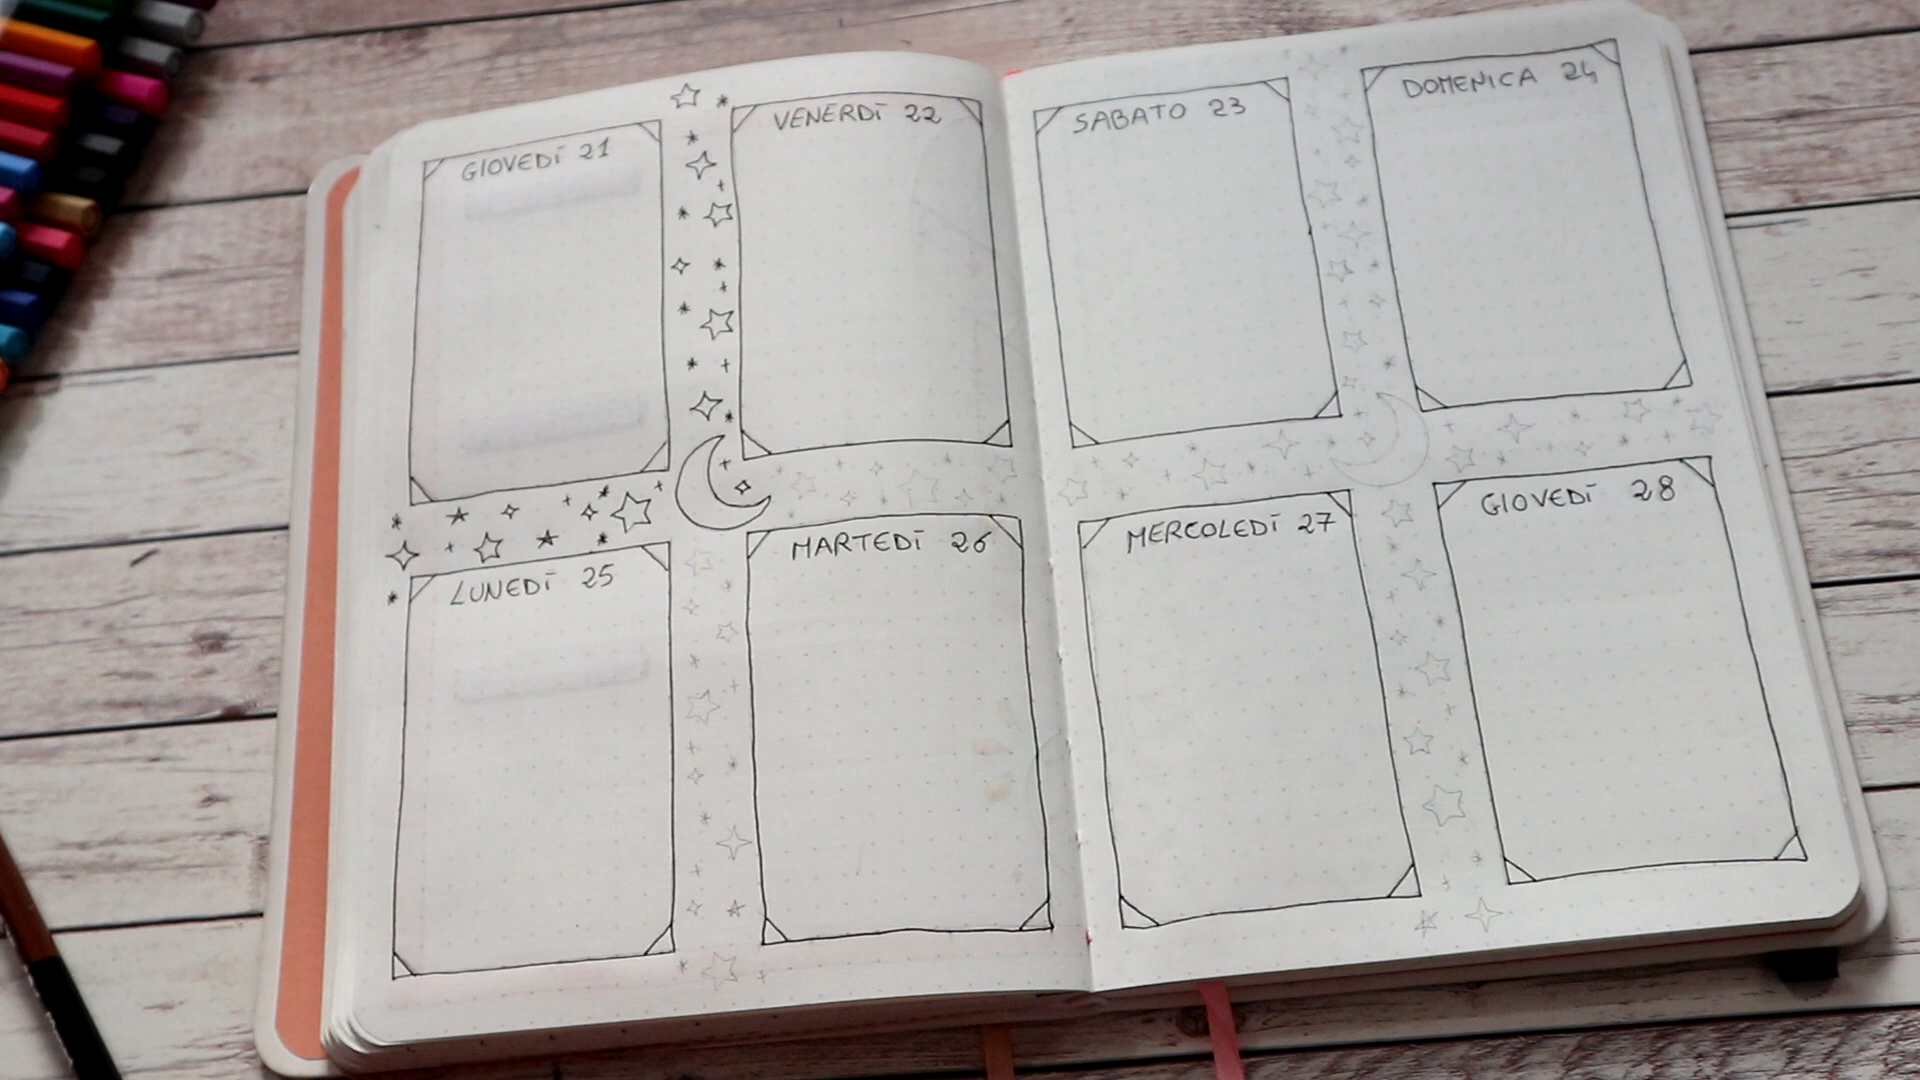 GIOVEDÌ 21
VENERDÌ 22
SABATO 23
DOMENICA 24
LUNEDÌ 25
MARTEDÌ 26
MERCOLEDÌ 27
GIOVEDÌ 28